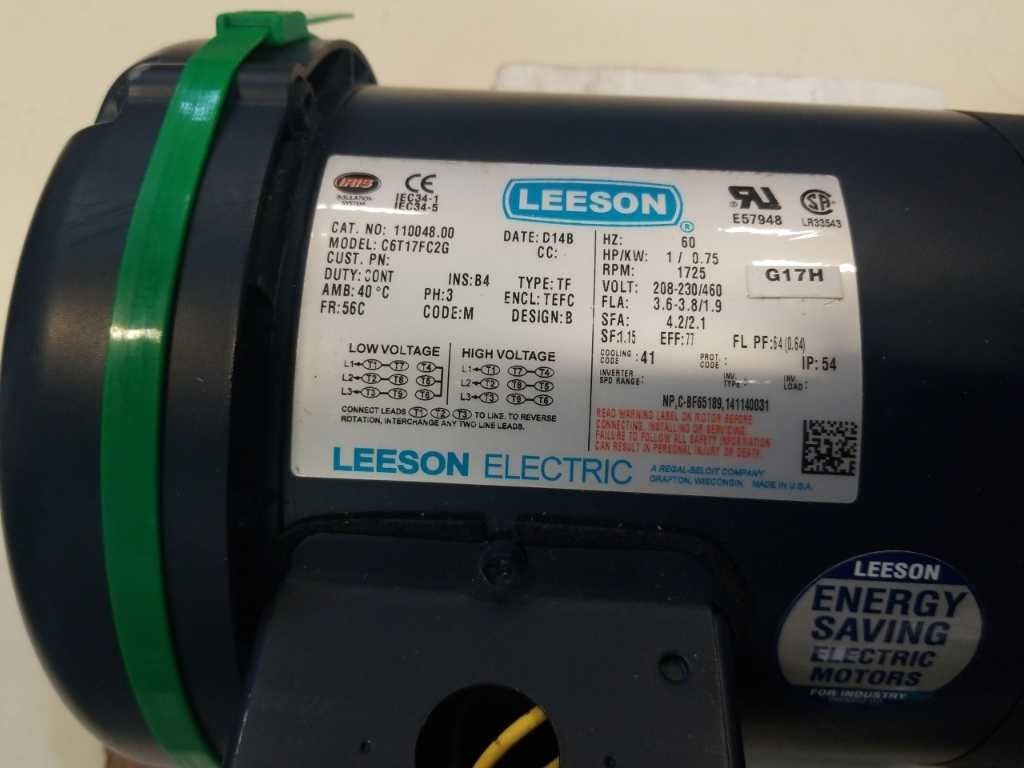 IRIS
INSULATION
SYSTEM
CE
IEC34-1
IEC34-5
LEESON
®
E57948
LR33543
CAT. NO: 110048.00
MODEL: C6T17FC2G
CUST. PN:
DUTY: CONT
AMB: 40 °C
FR: 56C
DATE: D14B
CC:
INS: B4
TYPE: TF
PH: 3
ENCL: TEFC
CODE: M
DESIGN: B
HZ: 60
HP/KW: 1 / 0.75
RPM: 1725
VOLT: 208-230/460
FLA: 3.6-3.8/1.9
SFA: 4.2/2.1
SF: 1.15 EFF: 77 FL PF: 64 (0.64)
COOLING CODE : 41 PROT. CODE : IP: 54
INVERTER SPD RANGE: INV. TYPE : INV. LOAD :
G17H
NP,C-BF65189,141140031
LOW VOLTAGE
L1 T1 T7 T4
L2 T2 T8 T5
L3 T3 T9 T6
HIGH VOLTAGE
L1 T1 T7 T4
L2 T2 T8 T5
L3 T3 T9 T6
CONNECT LEADS T1 T2 T3 TO LINE. TO REVERSE
ROTATION, INTERCHANGE ANY TWO LINE LEADS.
READ WARNING LABEL ON MOTOR BEFORE
CONNECTING, INSTALLING OR SERVICING.
FAILURE TO FOLLOW ALL SAFETY INFORMATION
CAN RESULT IN PERSONAL INJURY OR DEATH.
LEESON ELECTRIC
A REGAL-BELOIT COMPANY
GRAFTON, WISCONSIN MADE IN U.S.A.
LEESON
ENERGY
SAVING
ELECTRIC
MOTORS
FOR INDUSTRY